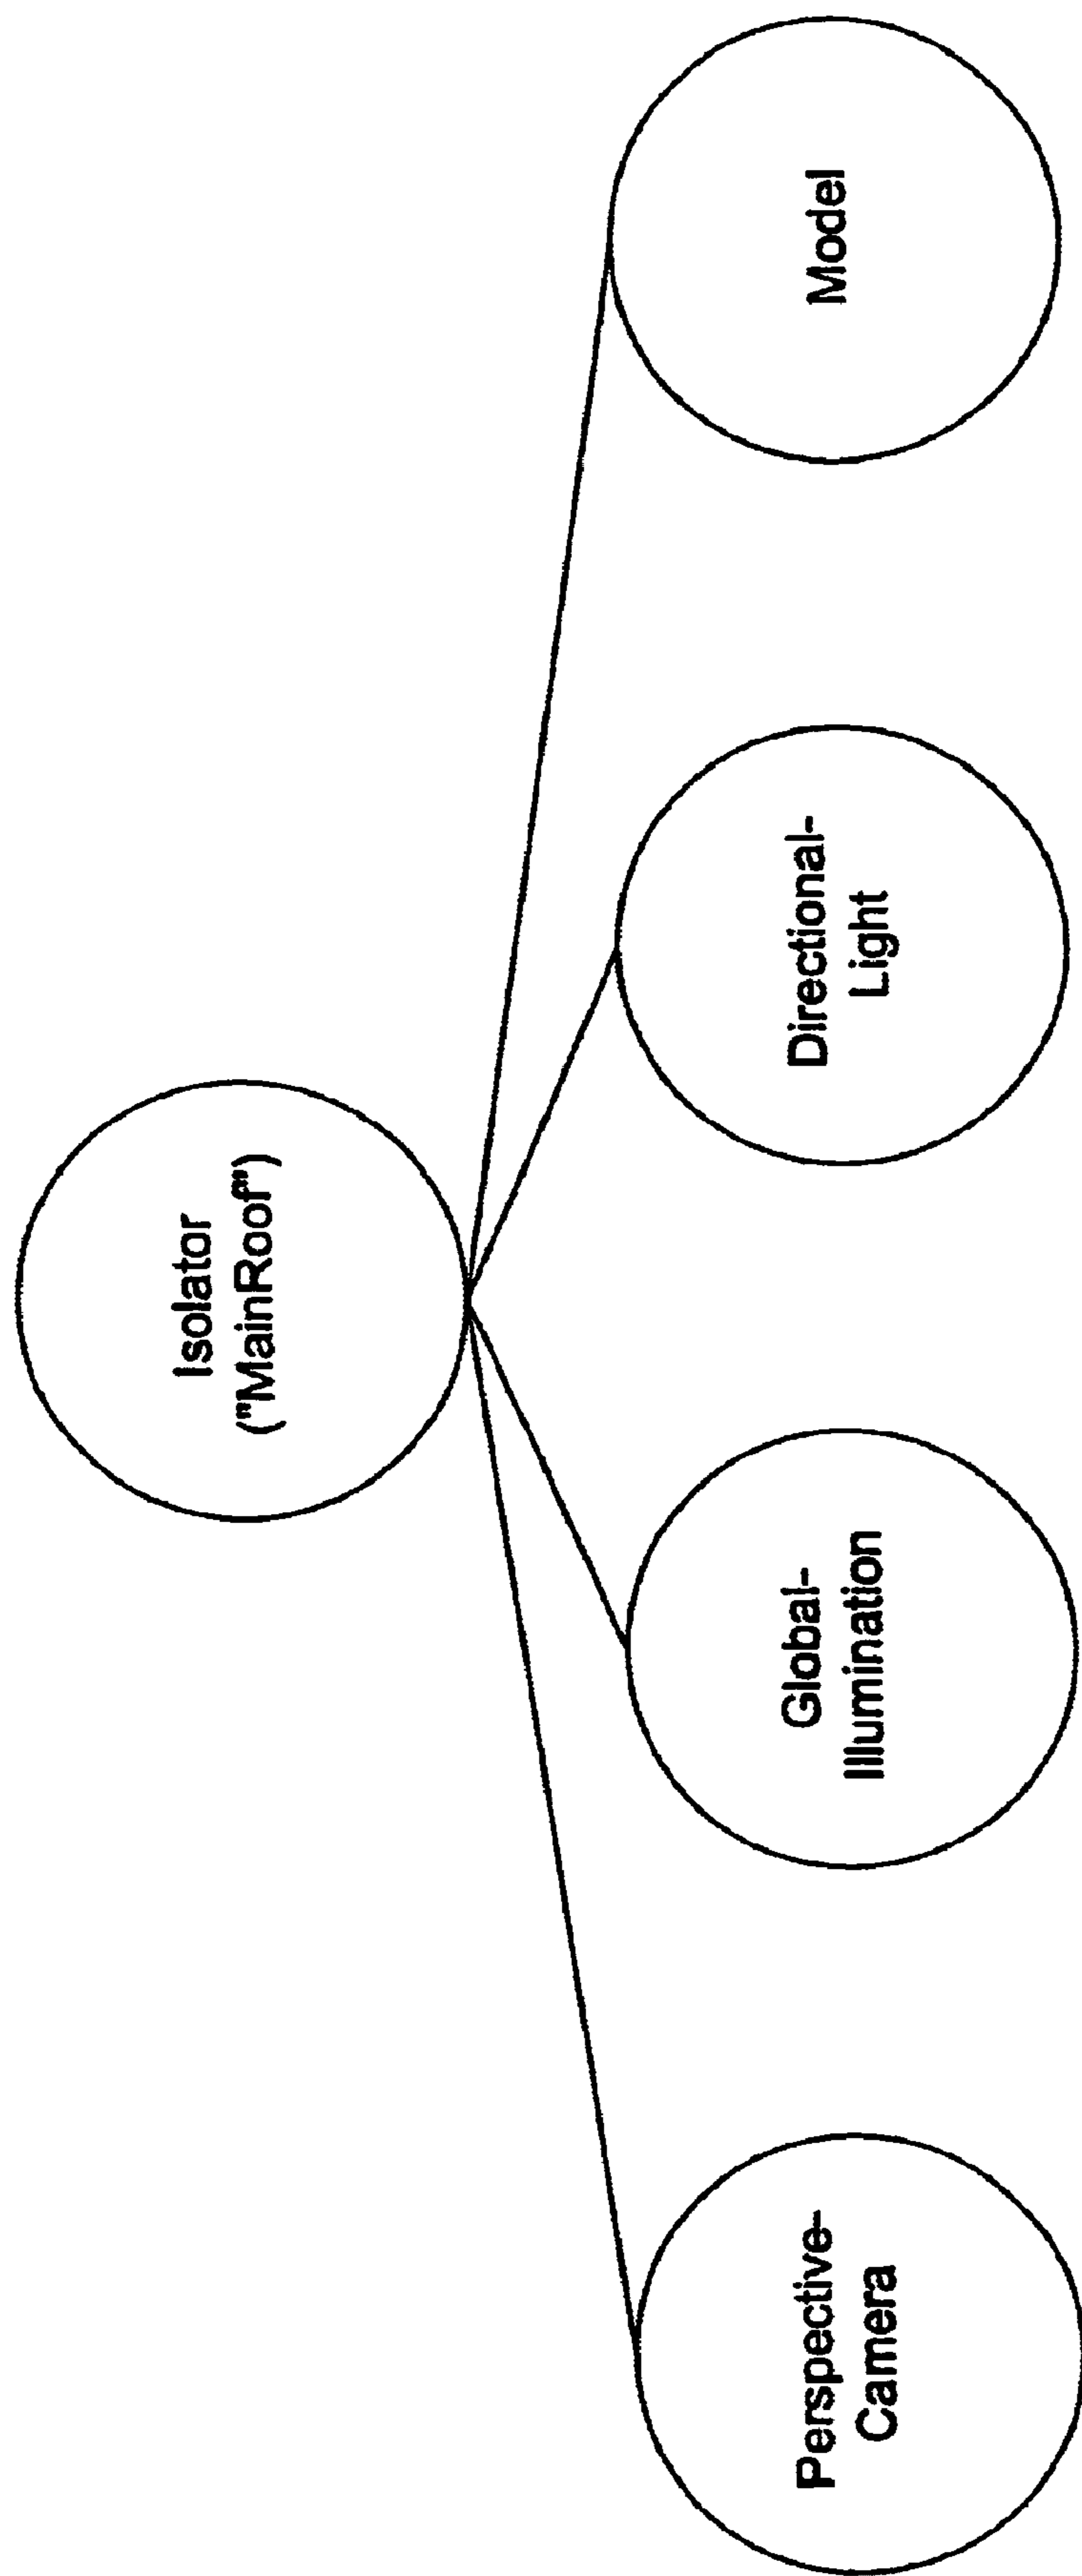 Isolator
("MainRoof")
Perspective-
Camera
Global-
Illumination
Directional-
Light
Model